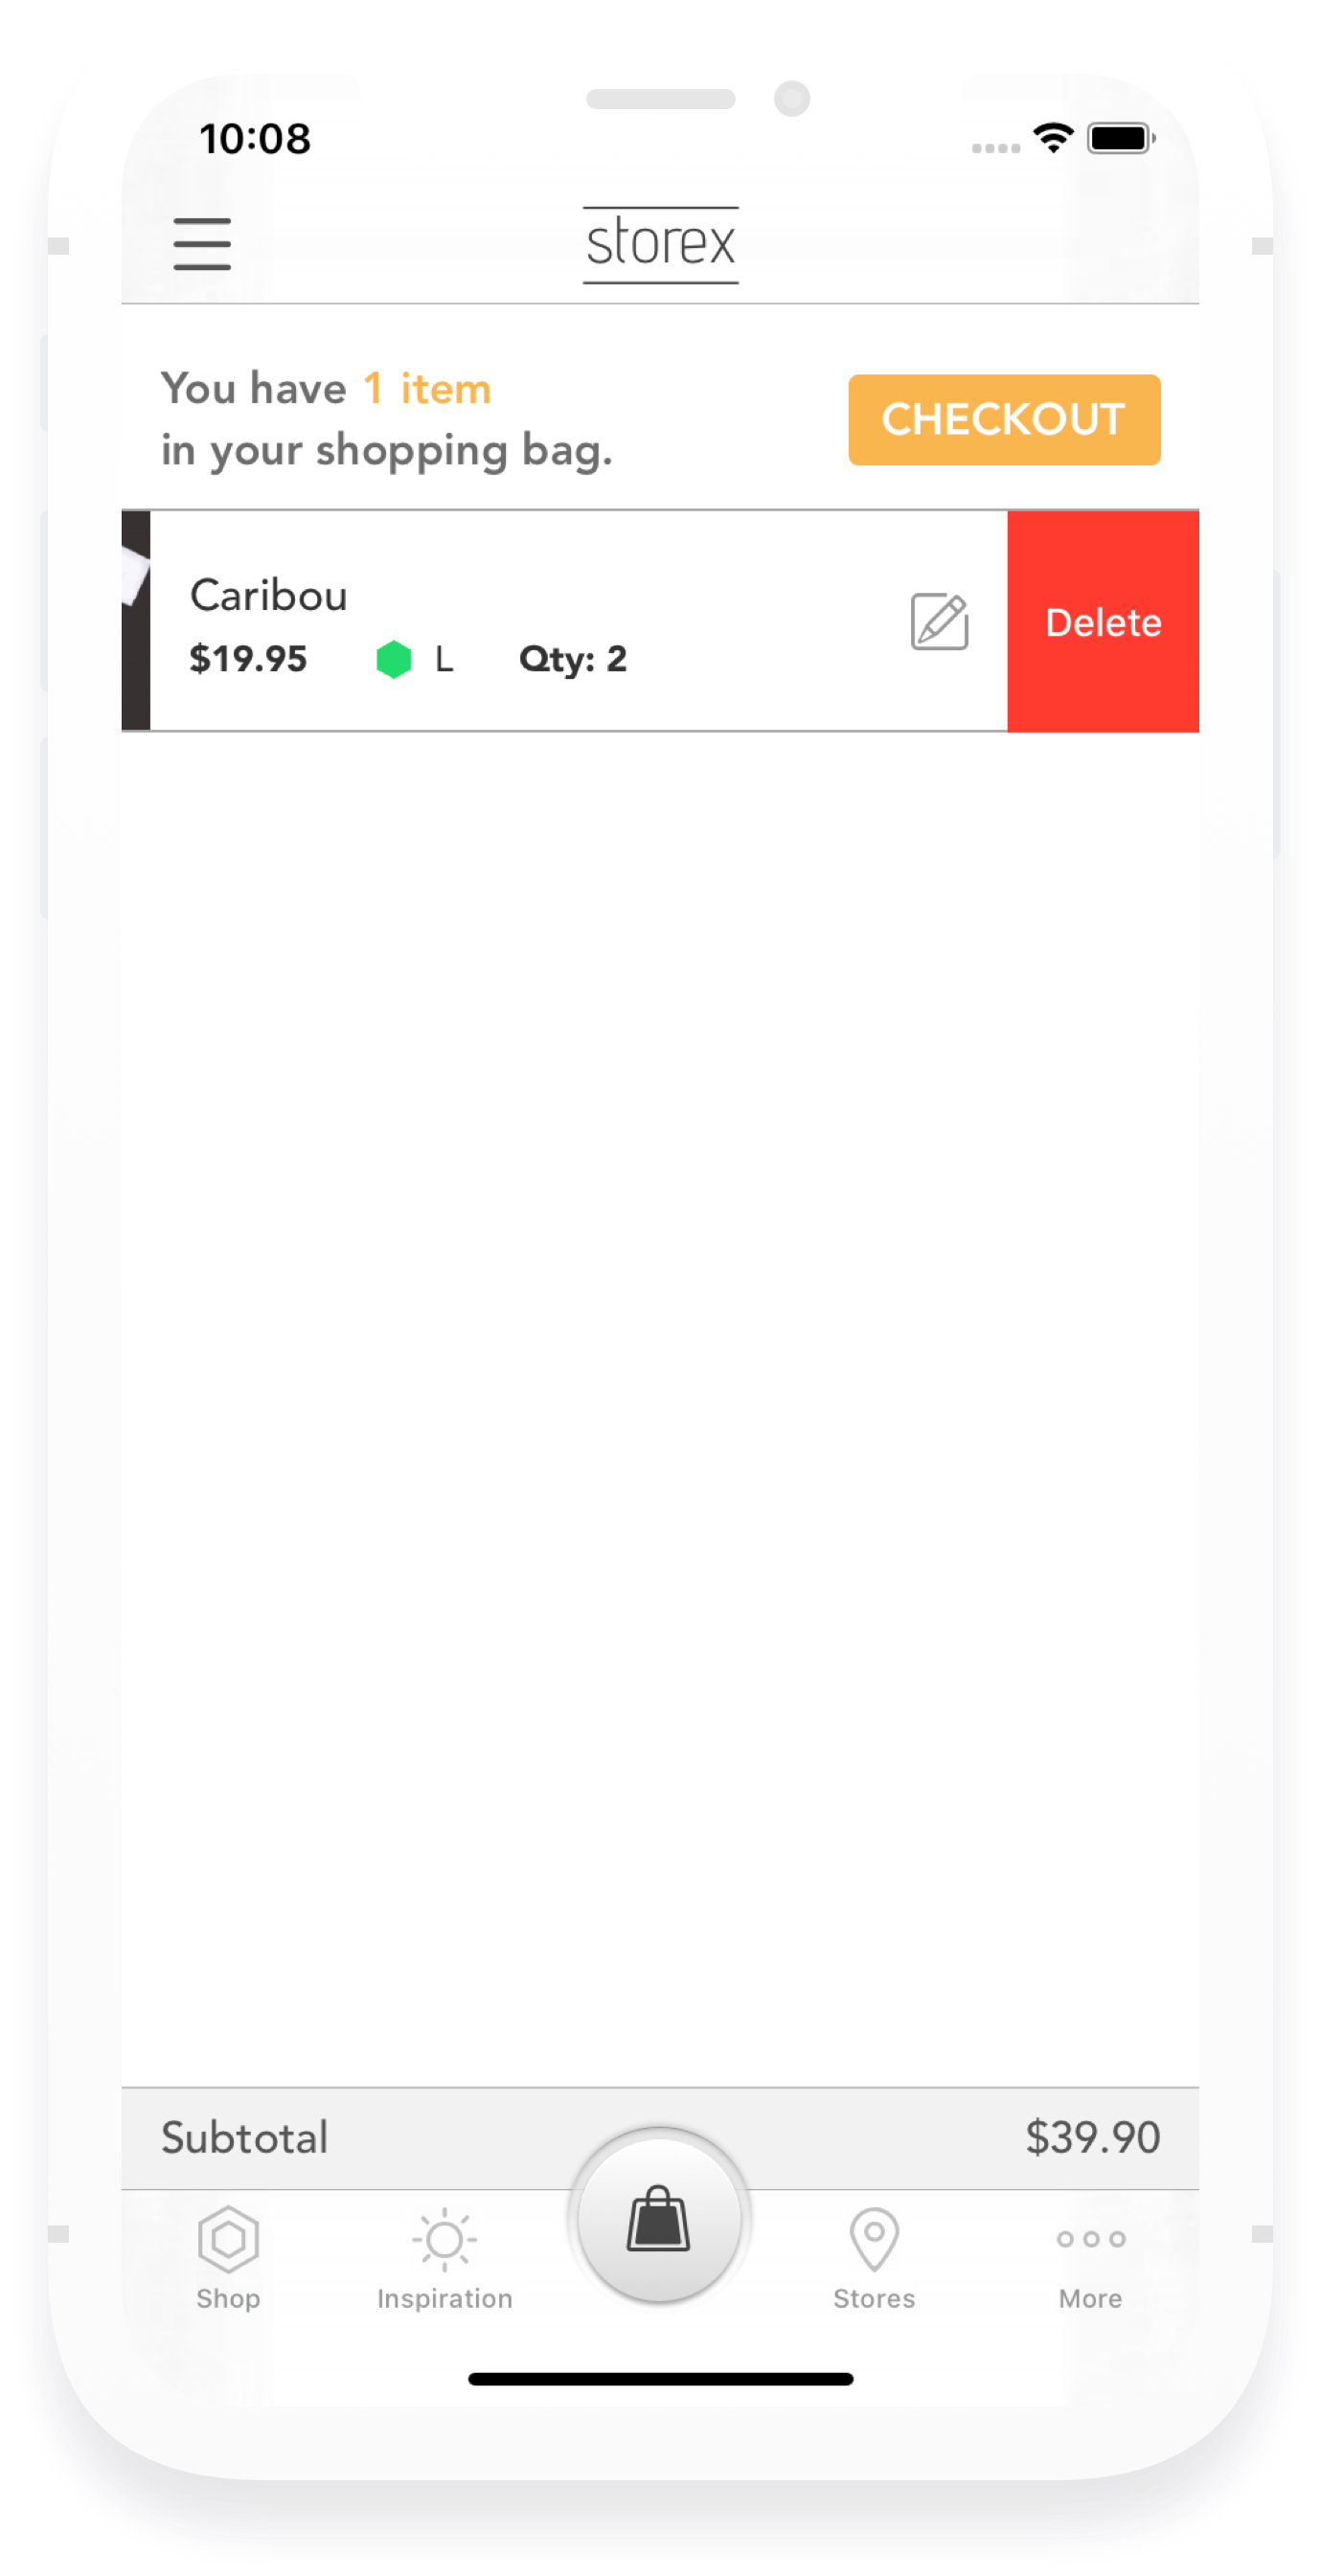 10:08
storex
You have 1 item
in your shopping bag.
CHECKOUT
Caribou
$19.95 L Qty: 2
Delete
Subtotal $39.90
Shop Inspiration Stores More